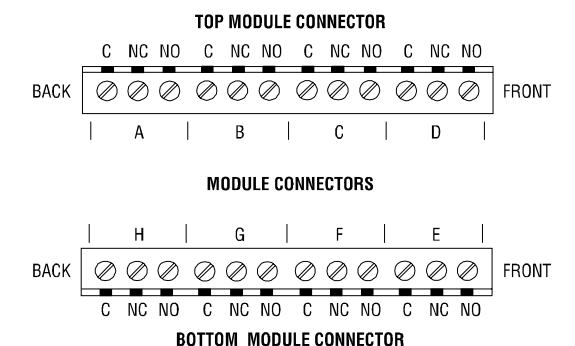 TOP MODULE CONNECTOR
C NC NO C NC NO C NC NO C NC NO
BACK FRONT
A B C D
MODULE CONNECTORS
H G F E
BACK FRONT
C NC NO C NC NO C NC NO C NC NO
BOTTOM MODULE CONNECTOR